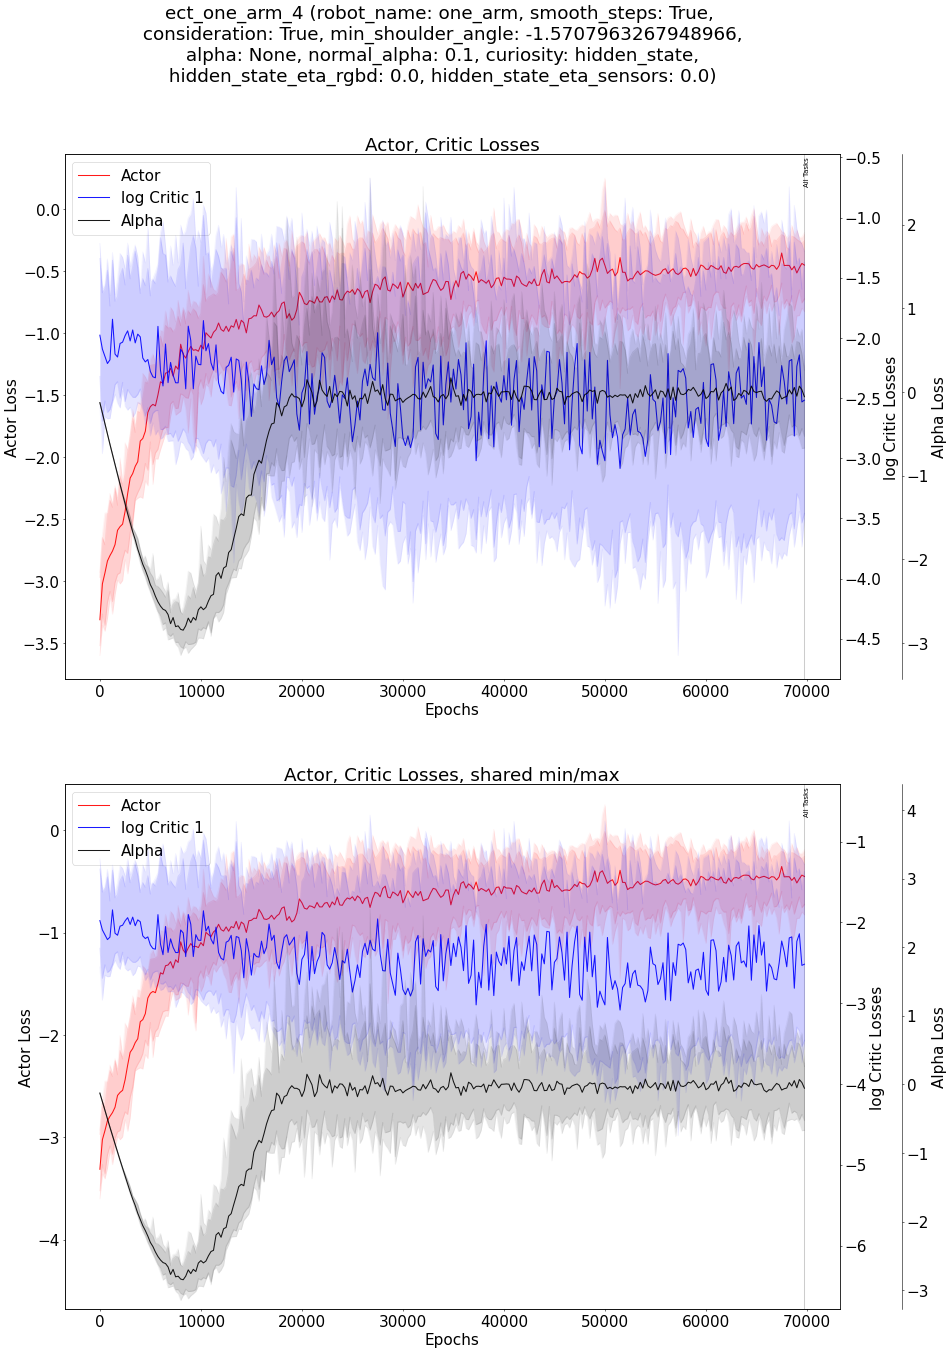 ect_one_arm_4 (robot_name: one_arm, smooth_steps: True,
consideration: True, min_shoulder_angle: -1.5707963267948966,
alpha: None, normal_alpha: 0.1, curiosity: hidden_state,
hidden_state_eta_rgbd: 0.0, hidden_state_eta_sensors: 0.0)
Actor, Critic Losses
Actor
log Critic 1
Alpha
All Tasks
0.0
−0.5
−1.0
−1.5
−2.0
−2.5
−3.0
−3.5
Actor Loss
−0.5
−1.0
−1.5
−2.0
−2.5
−3.0
−3.5
−4.0
−4.5
log Critic Losses
2
1
0
−1
−2
−3
Alpha Loss
0 10000 20000 30000 40000 50000 60000 70000
Epochs
Actor, Critic Losses, shared min/max
Actor
log Critic 1
Alpha
All Tasks
0
−1
−2
−3
−4
Actor Loss
−1
−2
−3
−4
−5
−6
log Critic Losses
4
3
2
1
0
−1
−2
−3
Alpha Loss
0 10000 20000 30000 40000 50000 60000 70000
Epochs